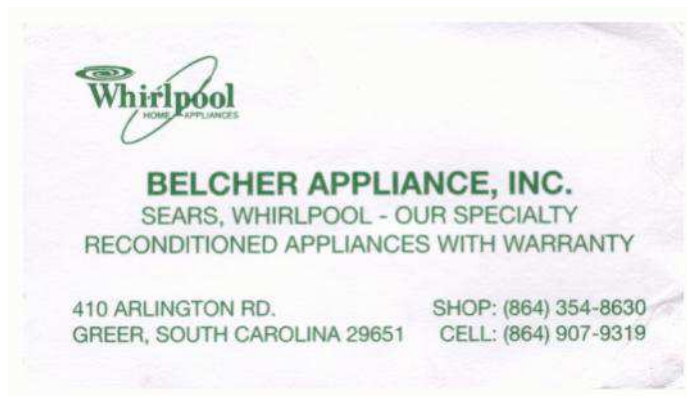 Whirlpool
HOME APPLIANCES
BELCHER APPLIANCE, INC.
SEARS, WHIRLPOOL - OUR SPECIALTY
RECONDITIONED APPLIANCES WITH WARRANTY
410 ARLINGTON RD.
GREER, SOUTH CAROLINA 29651
SHOP: (864) 354-8630
CELL: (864) 907-9319